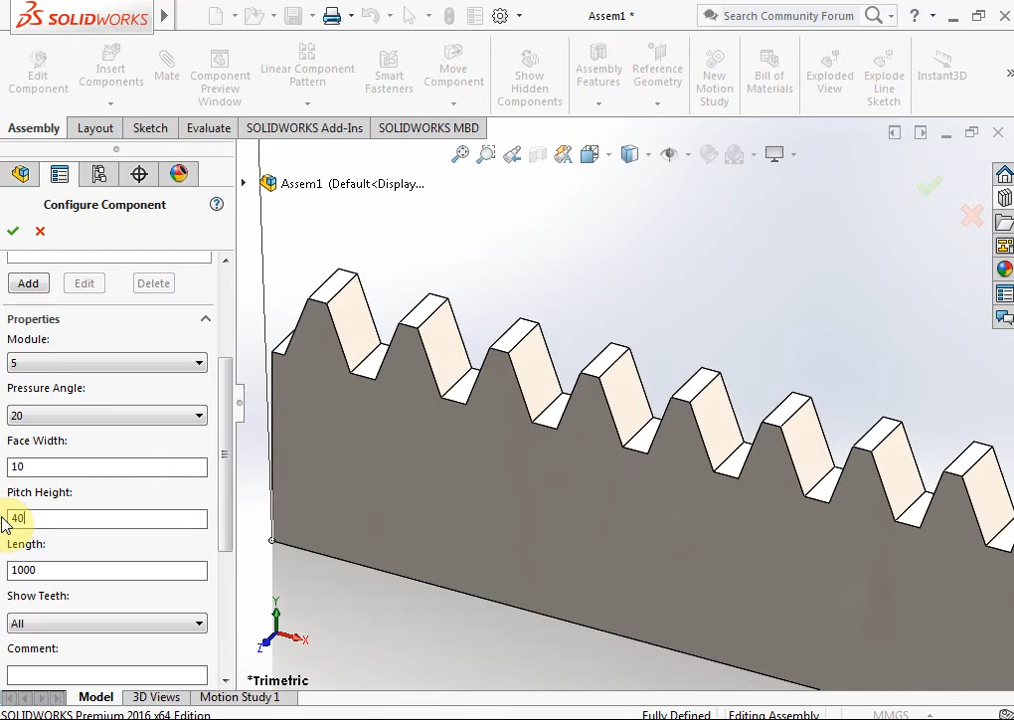 SOLIDWORKS
Assem1 *
Search Community Forum
?
Edit Component
Insert Components
Mate
Component Preview Window
Linear Component Pattern
Smart Fasteners
Move Component
Show Hidden Components
Assembly Features
Reference Geometry
New Motion Study
Bill of Materials
Exploded View
Explode Line Sketch
Instant3D
Assembly
Layout
Sketch
Evaluate
SOLIDWORKS Add-Ins
SOLIDWORKS MBD
Assem1 (Default<Display...
Configure Component
?
Add
Edit
Delete
Properties
Module:
5
Pressure Angle:
20
Face Width:
10
Pitch Height:
40
Length:
1000
Show Teeth:
All
Comment:
Y
X
Z
*Trimetric
Model
3D Views
Motion Study 1
SOLIDWORKS Premium 2016 x64 Edition
Fully Defined
Editing Assembly
MMGS